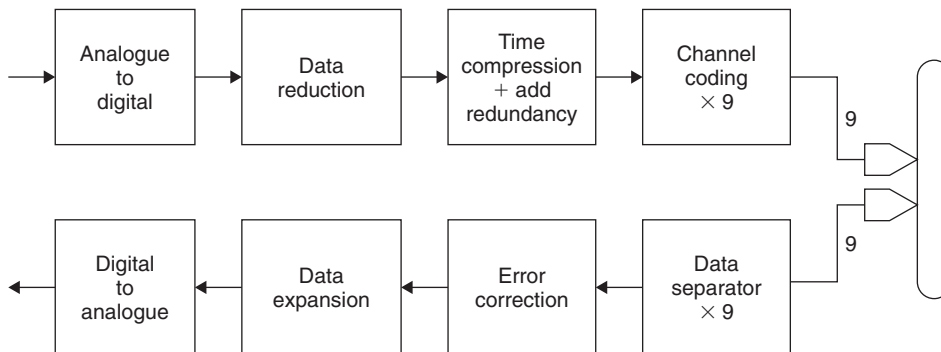 Analogue
to
digital
Data
reduction
Time
compression
+ add
redundancy
Channel
coding
× 9
9
9
Digital
to
analogue
Data
expansion
Error
correction
Data
separator
× 9